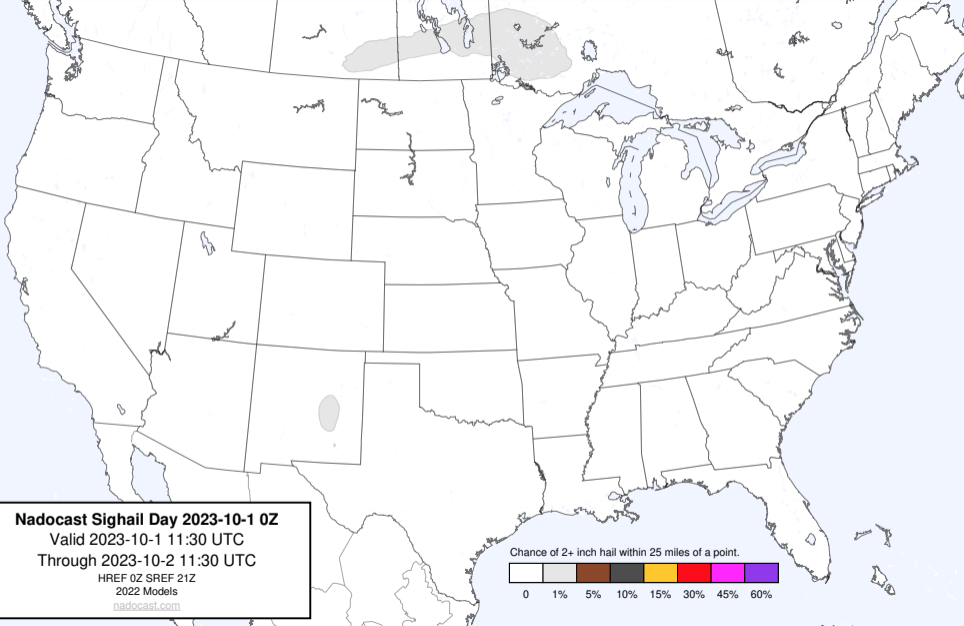 Nadocast Sighail Day 2023-10-1 0Z
Valid 2023-10-1 11:30 UTC
Through 2023-10-2 11:30 UTC
HREF 0Z SREF 21Z
2022 Models
nadocast.com
Chance of 2+ inch hail within 25 miles of a point.
0 1% 5% 10% 15% 30% 45% 60%